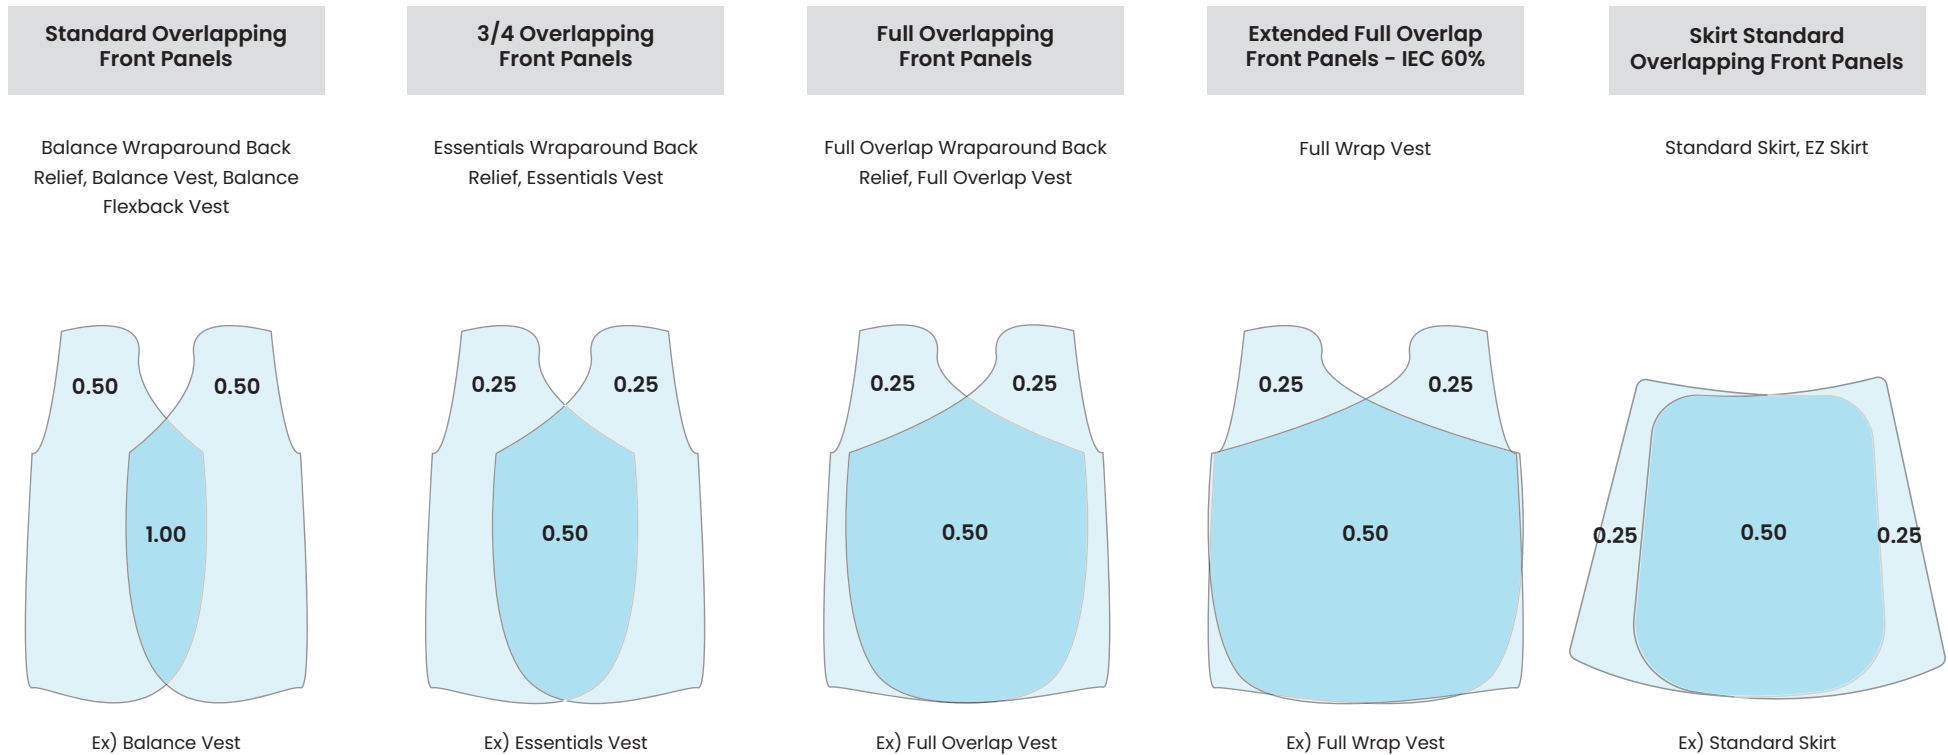 Standard Overlapping
Front Panels
3/4 Overlapping
Front Panels
Full Overlapping
Front Panels
Extended Full Overlap
Front Panels - IEC 60%
Skirt Standard
Overlapping Front Panels
Balance Wraparound Back
Relief, Balance Vest, Balance
Flexback Vest
Essentials Wraparound Back
Relief, Essentials Vest
Full Overlap Wraparound Back
Relief, Full Overlap Vest
Full Wrap Vest
Standard Skirt, EZ Skirt
0.50
0.50
1.00
0.25
0.25
0.50
0.25
0.25
0.50
0.25
0.25
0.50
0.25
0.50
0.25
Ex) Balance Vest
Ex) Essentials Vest
Ex) Full Overlap Vest
Ex) Full Wrap Vest
Ex) Standard Skirt